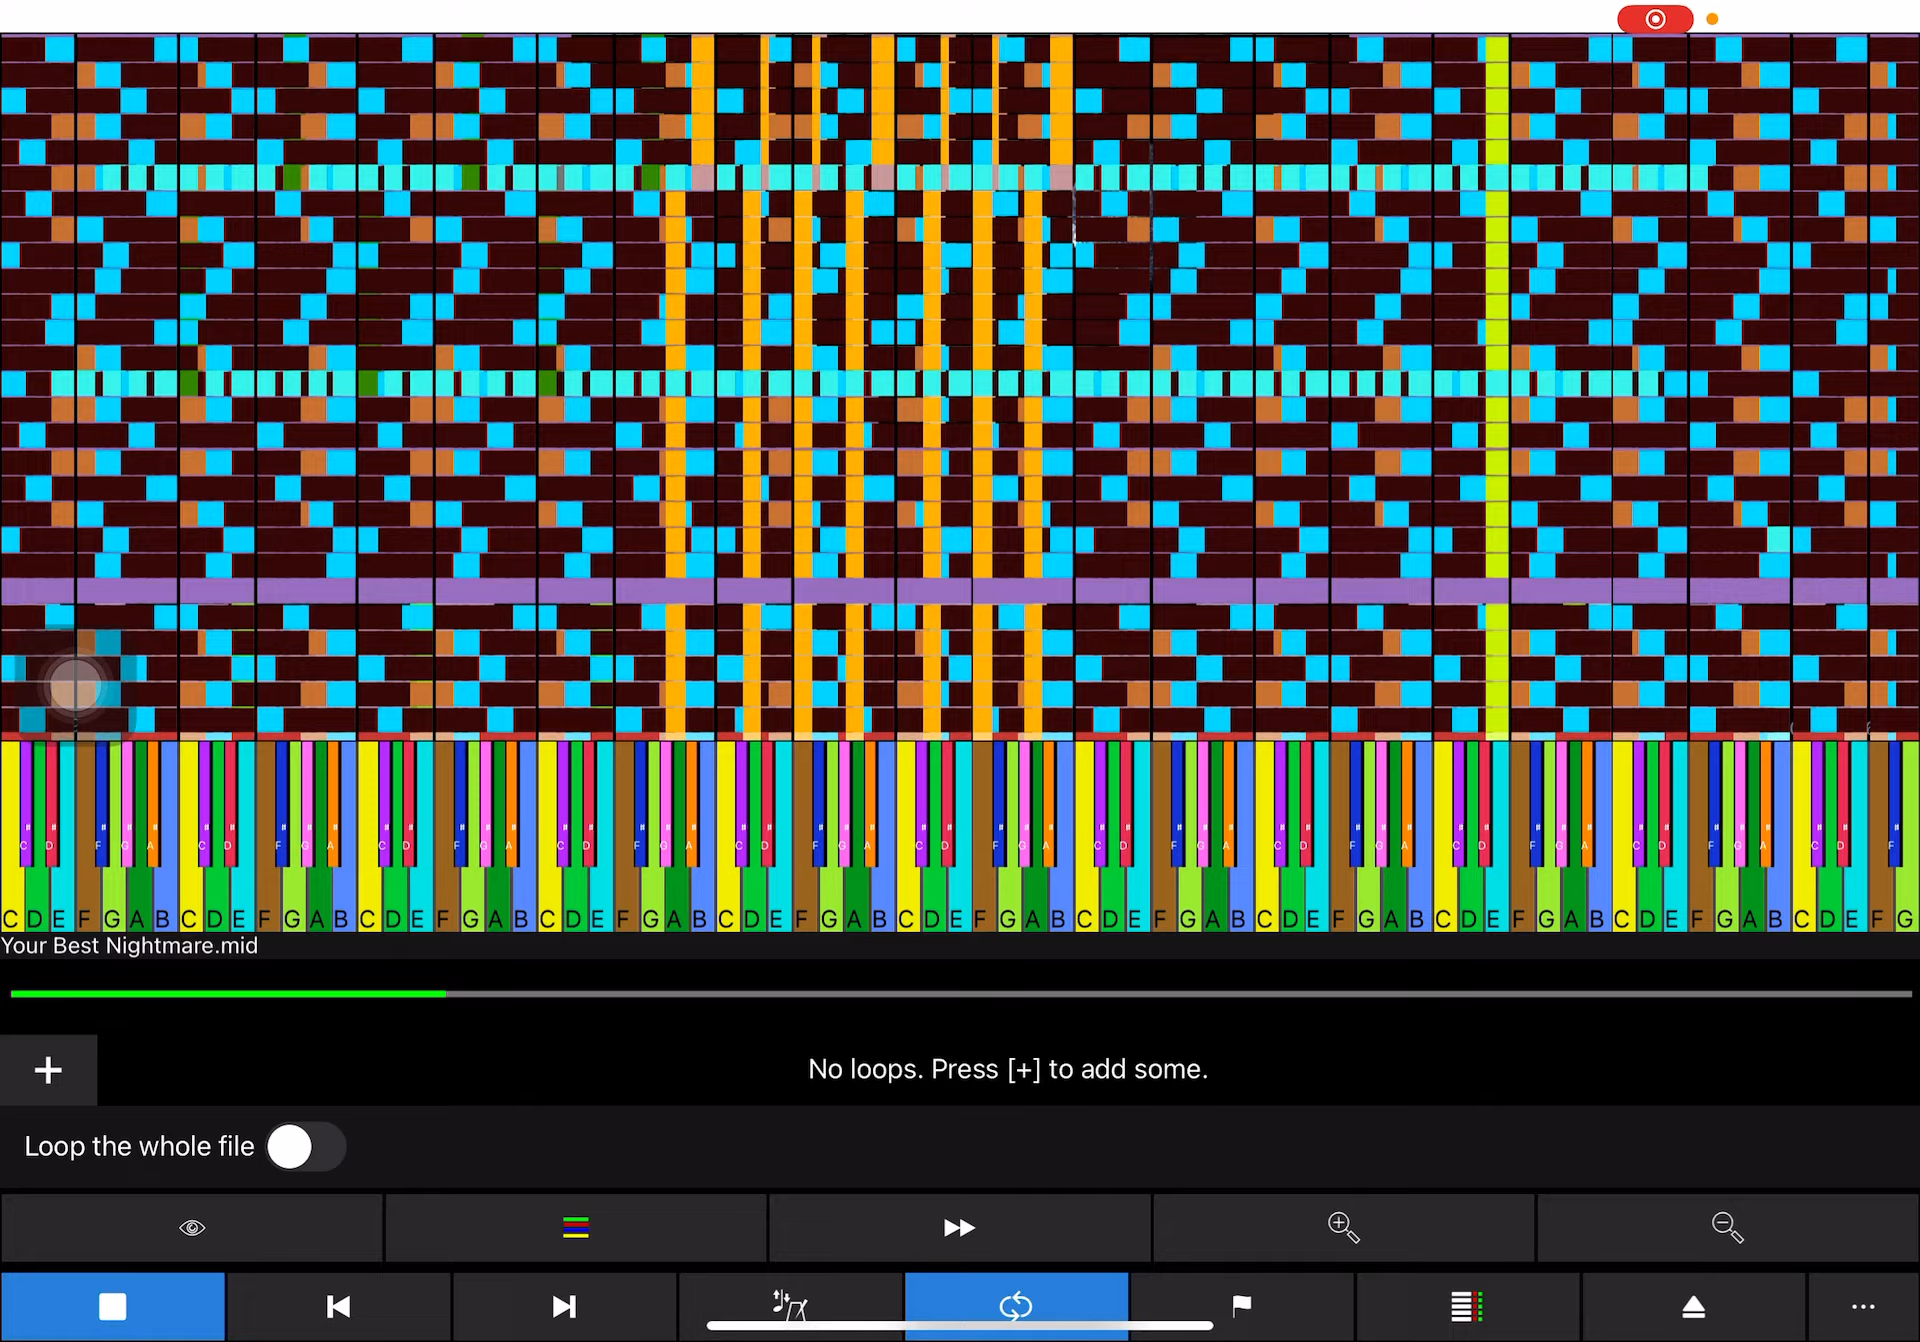 # # # # # # # # # # # # # # # # # # # # # # # # # # # # # # # # # # # # # # # # # # # # # # # # # # # # #
C D F G A C D F G A C D F G A C D F G A C D F G A C D F G A C D F G A C D F G A C D F G A C D F G A C D F
C D E F G A B C D E F G A B C D E F G A B C D E F G A B C D E F G A B C D E F G A B C D E F G A B C D E F G A B C D E F G A B C D E F G A B C D E F G
Your Best Nightmare.mid
+
No loops. Press [+] to add some.
Loop the whole file